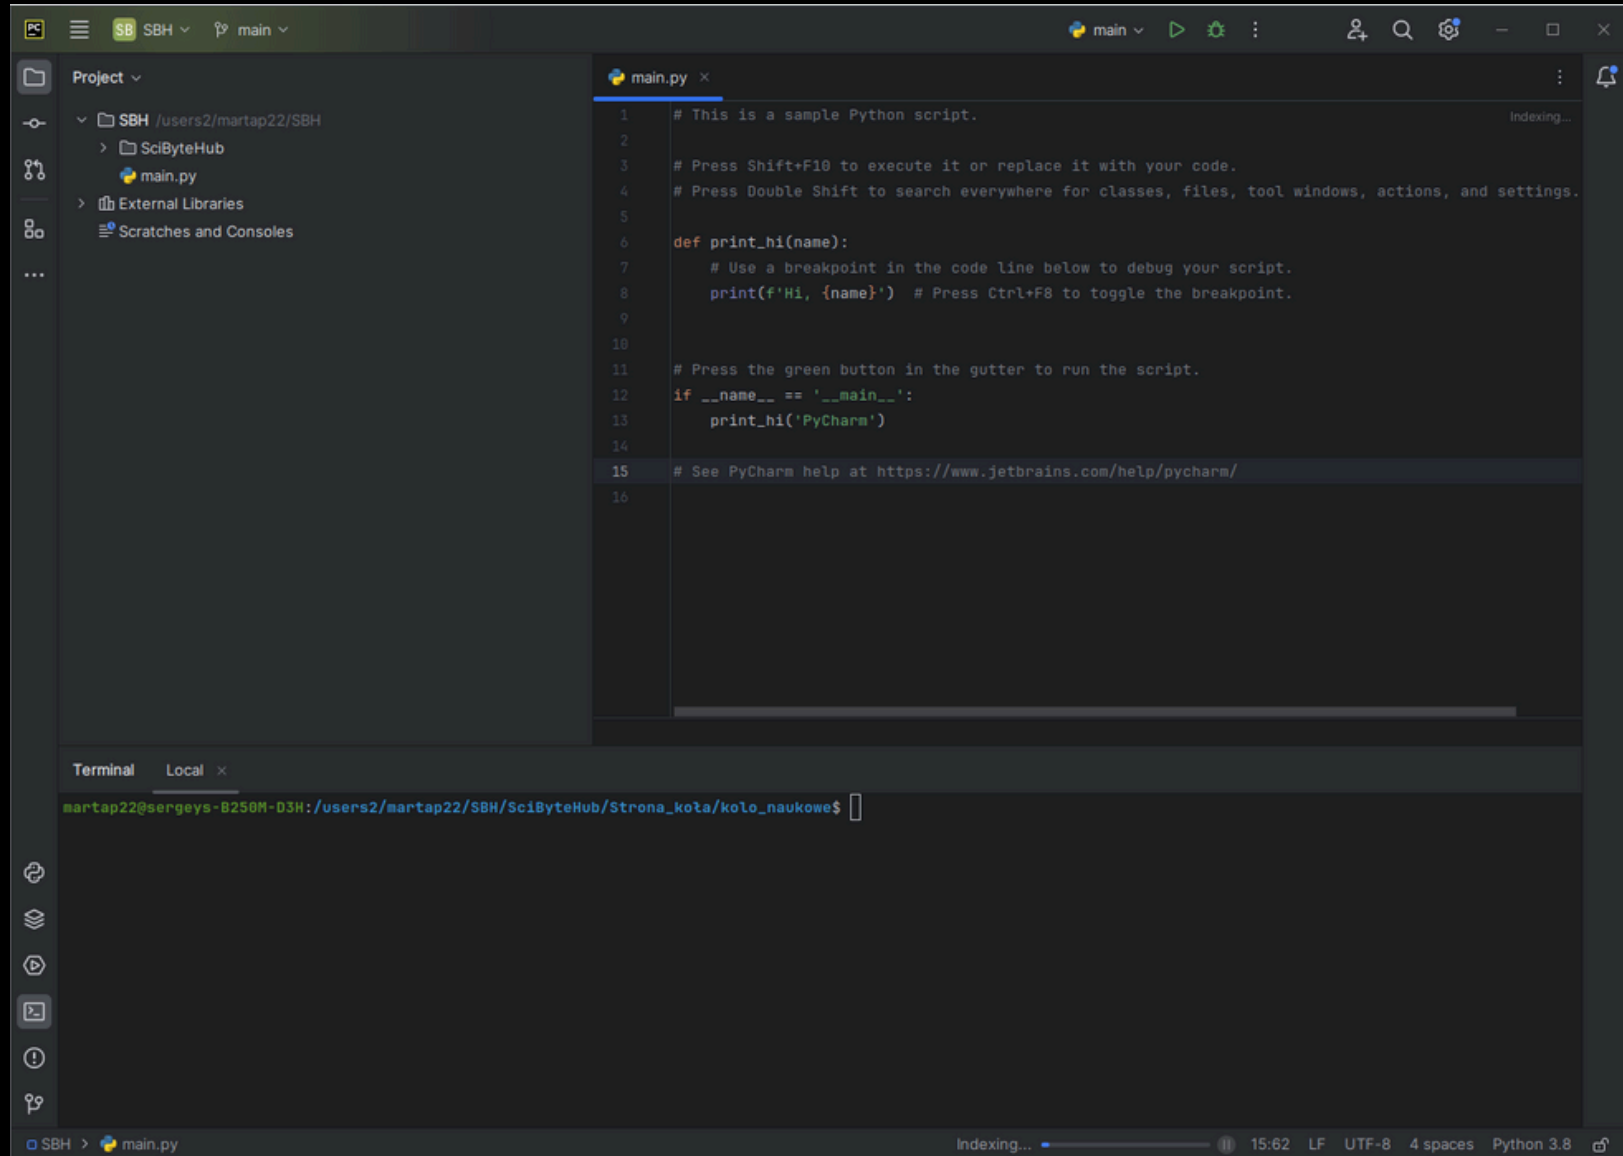 PC SB SBH main main
Project
main.py
SBH /users2/martap22/SBH
SciByteHub
main.py
External Libraries
Scratches and Consoles
Indexing...
1 # This is a sample Python script.
2
3 # Press Shift+F10 to execute it or replace it with your code.
4 # Press Double Shift to search everywhere for classes, files, tool windows, actions, and settings.
5
6 def print_hi(name):
7 # Use a breakpoint in the code line below to debug your script.
8 print(f'Hi, {name}') # Press Ctrl+F8 to toggle the breakpoint.
9
10
11 # Press the green button in the gutter to run the script.
12 if __name__ == '__main__':
13 print_hi('PyCharm')
14
15 # See PyCharm help at https://www.jetbrains.com/help/pycharm/
16
Terminal Local
martap22@sergeys-B250M-D3H:/users2/martap22/SBH/SciByteHub/Strona_koła/kolo_naukowe$
SBH > main.py Indexing... 15:62 LF UTF-8 4 spaces Python 3.8